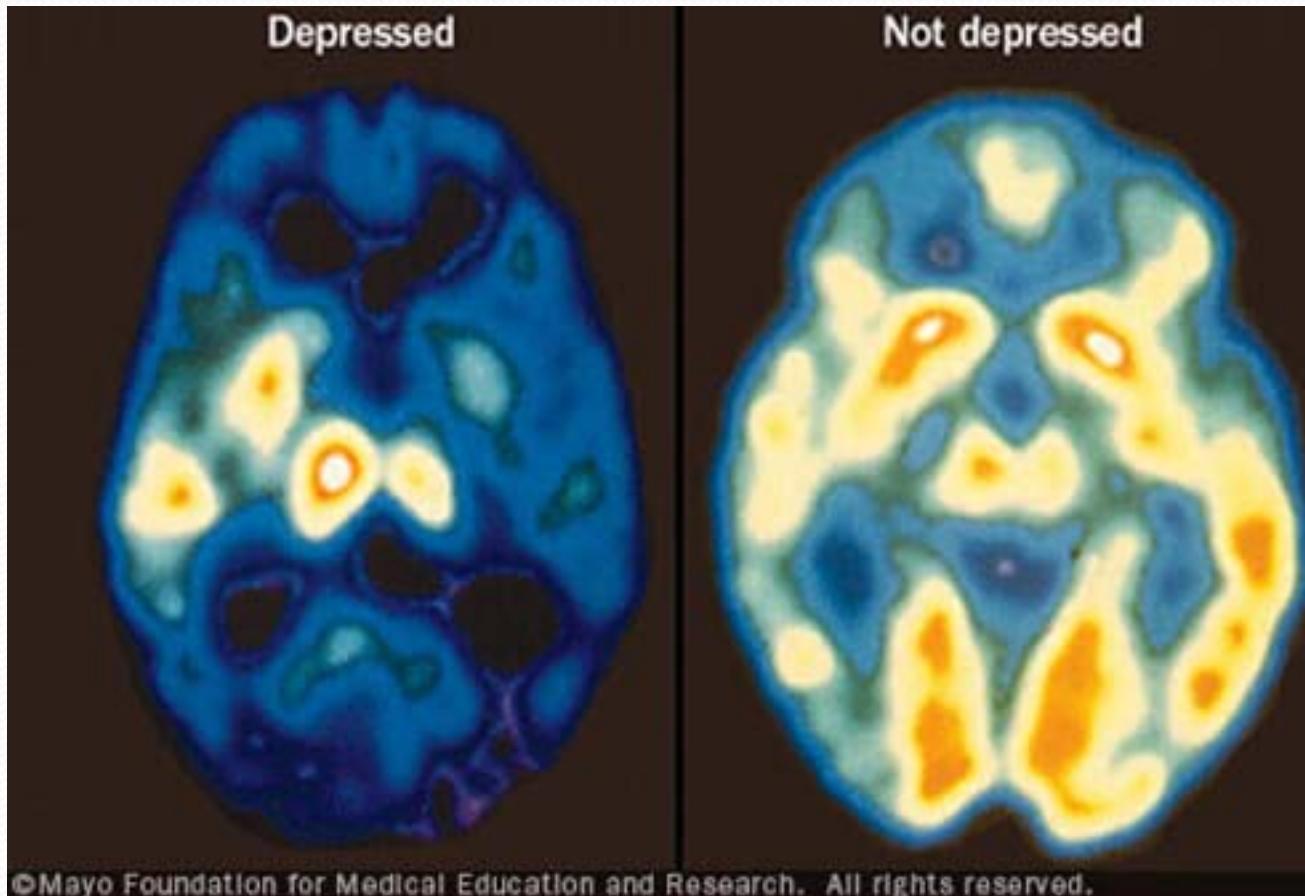 Depressed
Not depressed
©Mayo Foundation for Medical Education and Research. All rights reserved.